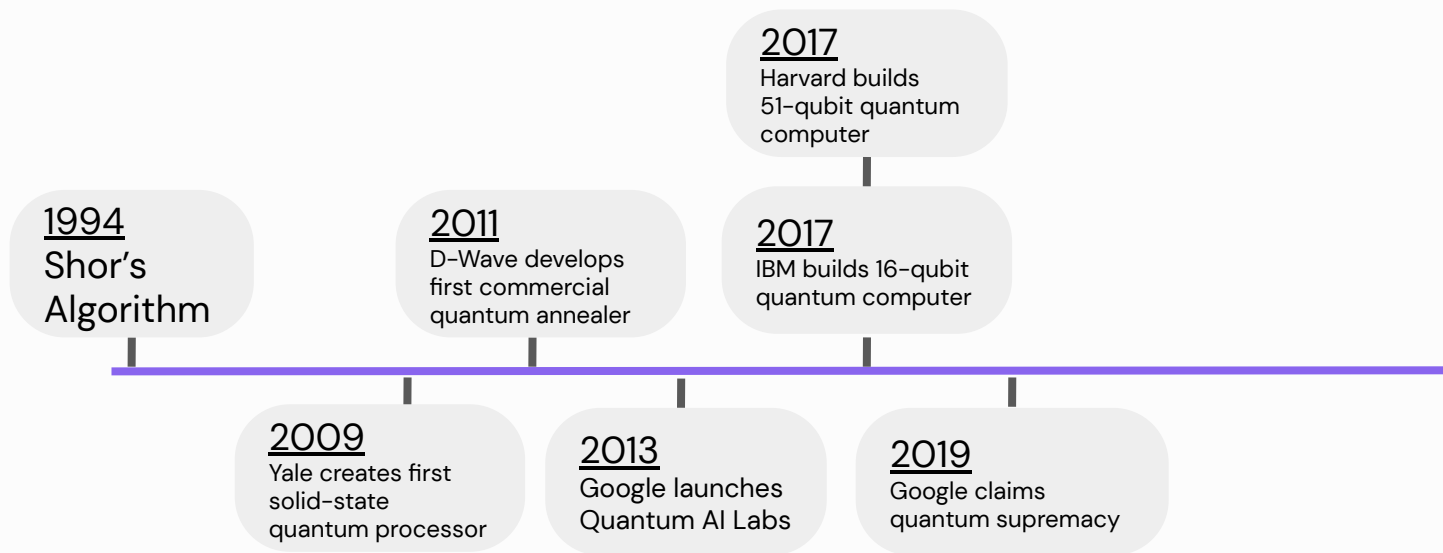 1994
Shor's
Algorithm
2009
Yale creates first
solid-state
quantum processor
2011
D-Wave develops
first commercial
quantum annealer
2013
Google launches
Quantum AI Labs
2017
Harvard builds
51-qubit quantum
computer
2017
IBM builds 16-qubit
quantum computer
2019
Google claims
quantum supremacy